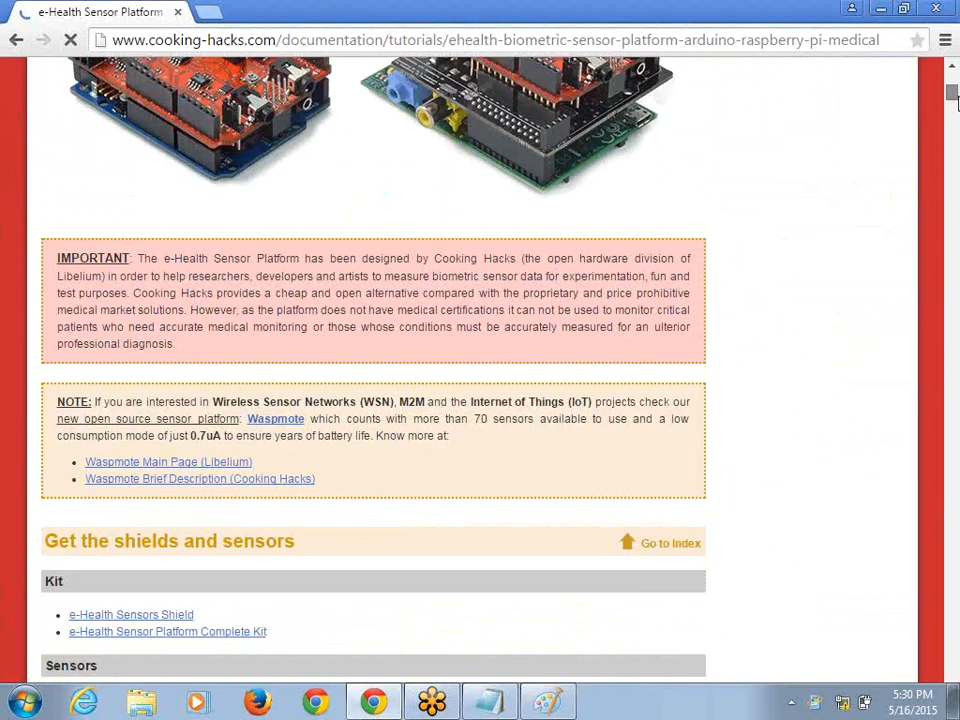 e-Health Sensor Platform
www.cooking-hacks.com/documentation/tutorials/ehealth-biometric-sensor-platform-arduino-raspberry-pi-medical
IMPORTANT: The e-Health Sensor Platform has been designed by Cooking Hacks (the open hardware division of
Libelium) in order to help researchers, developers and artists to measure biometric sensor data for experimentation, fun and
test purposes. Cooking Hacks provides a cheap and open alternative compared with the proprietary and price prohibitive
medical market solutions. However, as the platform does not have medical certifications it can not be used to monitor critical
patients who need accurate medical monitoring or those whose conditions must be accurately measured for an ulterior
professional diagnosis.
NOTE: If you are interested in Wireless Sensor Networks (WSN), M2M and the Internet of Things (IoT) projects check our
new open source sensor platform: Waspmote which counts with more than 70 sensors available to use and a low
consumption mode of just 0.7uA to ensure years of battery life. Know more at:
Waspmote Main Page (Libelium)
Waspmote Brief Description (Cooking Hacks)
Get the shields and sensors
Go to Index
Kit
e-Health Sensors Shield
e-Health Sensor Platform Complete Kit
Sensors
5:30 PM
5/16/2015